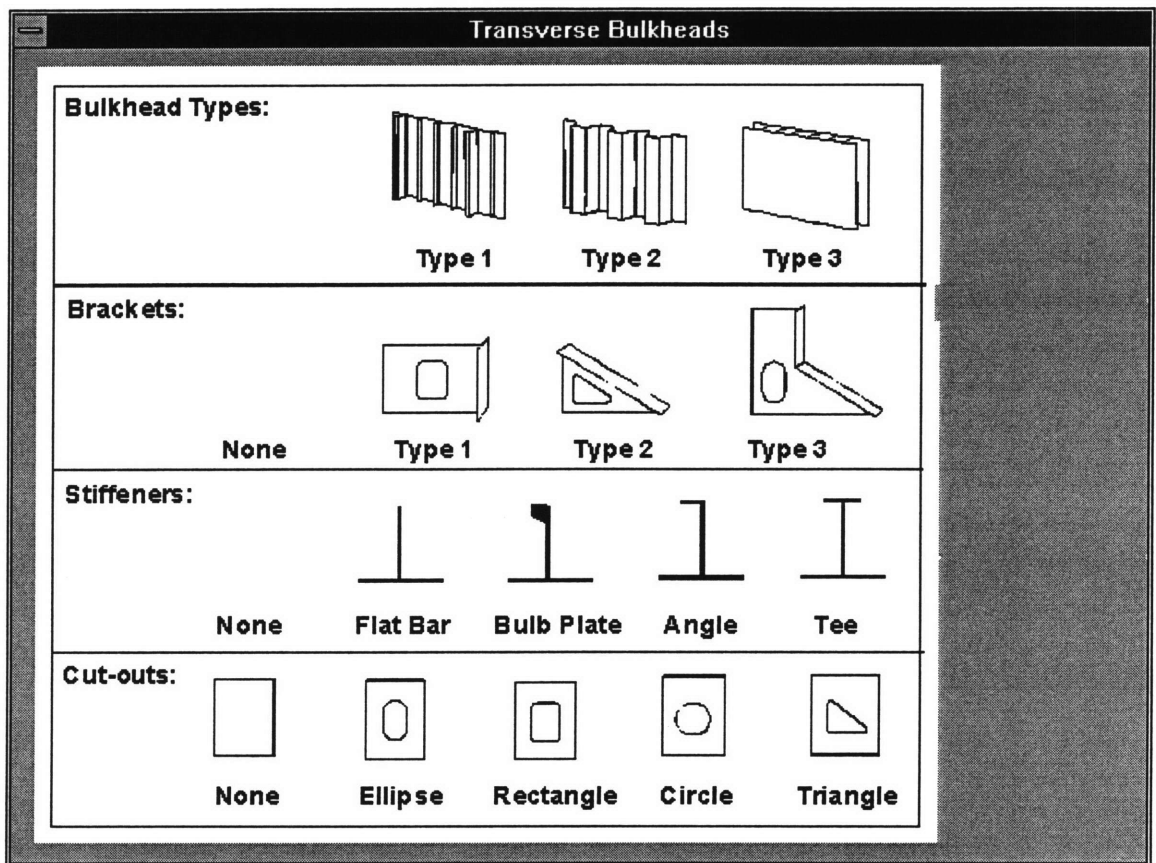 Transverse Bulkheads
Bulkhead Types:
Type 1 Type 2 Type 3
Brackets:
None Type 1 Type 2 Type 3
Stiffeners:
None Flat Bar Bulb Plate Angle Tee
Cut-outs:
None Ellipse Rectangle Circle Triangle